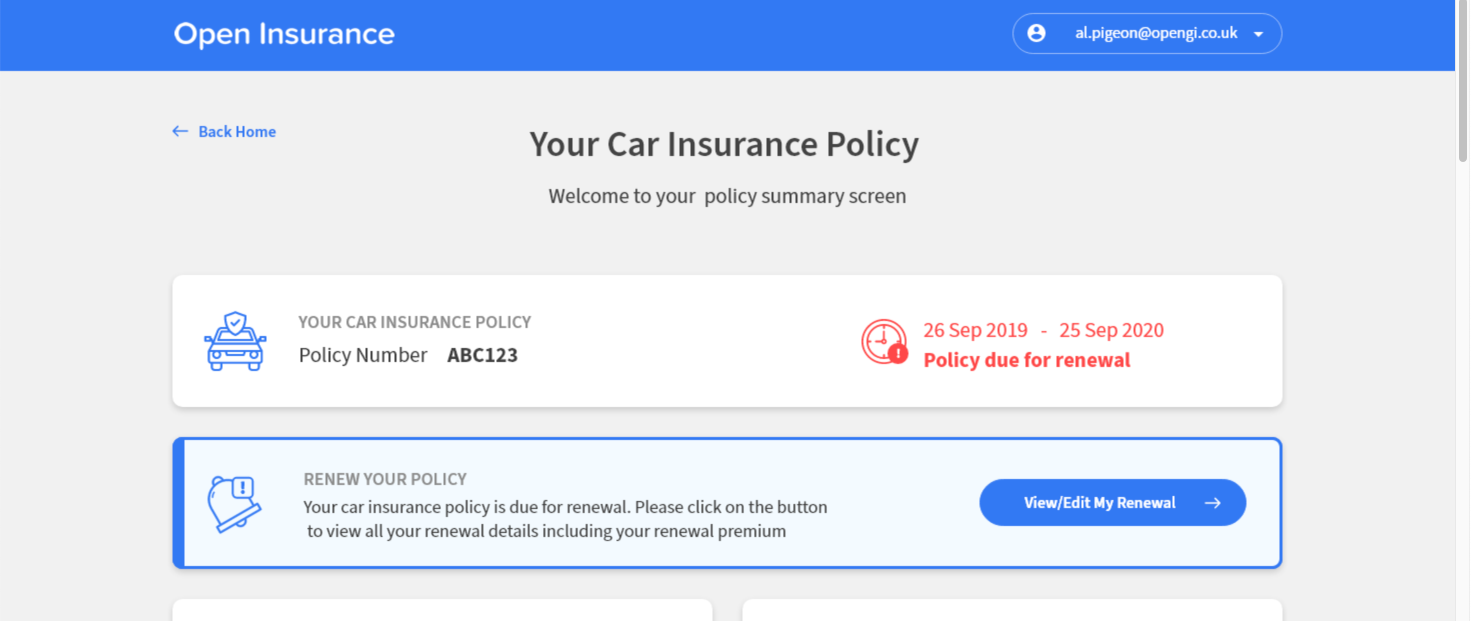 Open Insurance
al.pigeon@opengi.co.uk
Back Home
Your Car Insurance Policy
Welcome to your policy summary screen
YOUR CAR INSURANCE POLICY
Policy Number ABC123
26 Sep 2019 - 25 Sep 2020
Policy due for renewal
RENEW YOUR POLICY
Your car insurance policy is due for renewal. Please click on the button
to view all your renewal details including your renewal premium
View/Edit My Renewal